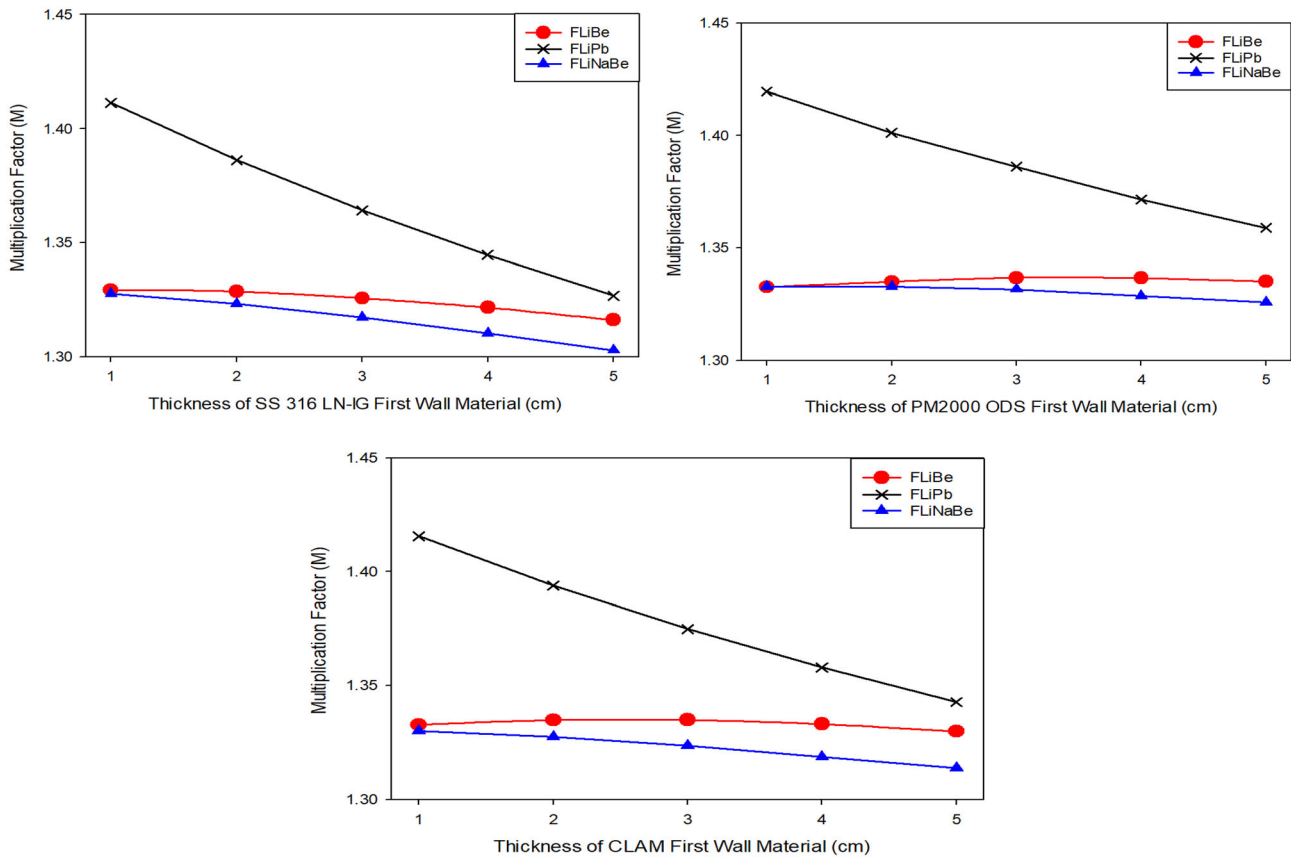 1.45
1.40
1.35
1.30
Multiplication Factor (M)
FLiBe
FLiPb
FLiNaBe
1 2 3 4 5
Thickness of SS 316 LN-IG First Wall Material (cm)
1.45
1.40
1.35
1.30
Multiplication Factor (M)
FLiBe
FLiPb
FLiNaBe
1 2 3 4 5
Thickness of PM2000 ODS First Wall Material (cm)
1.45
1.40
1.35
1.30
Multiplication Factor (M)
FLiBe
FLiPb
FLiNaBe
1 2 3 4 5
Thickness of CLAM First Wall Material (cm)